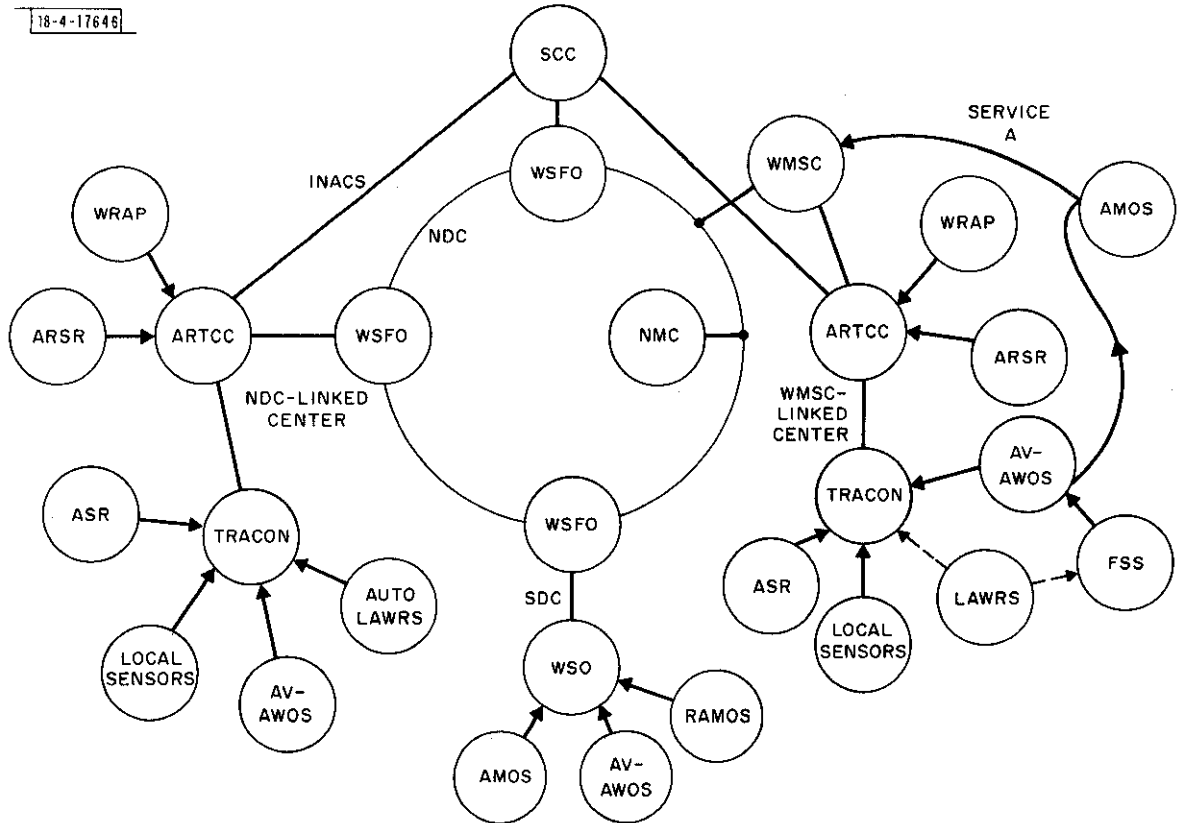 18-4-17646
SCC
SERVICE
A
WMSC
WSFO
INACS
AMOS
WRAP
WRAP
NDC
ARTCC
ARSR
ARTCC
WSFO
NMC
ARSR
NDC-LINKED
CENTER
WMSC-
LINKED
CENTER
AV-
AWOS
TRACON
ASR
TRACON
WSFO
FSS
ASR
LAWRS
AUTO
LAWRS
SDC
LOCAL
SENSORS
LOCAL
SENSORS
WSO
AV-
AWOS
RAMOS
AMOS
AV-
AWOS